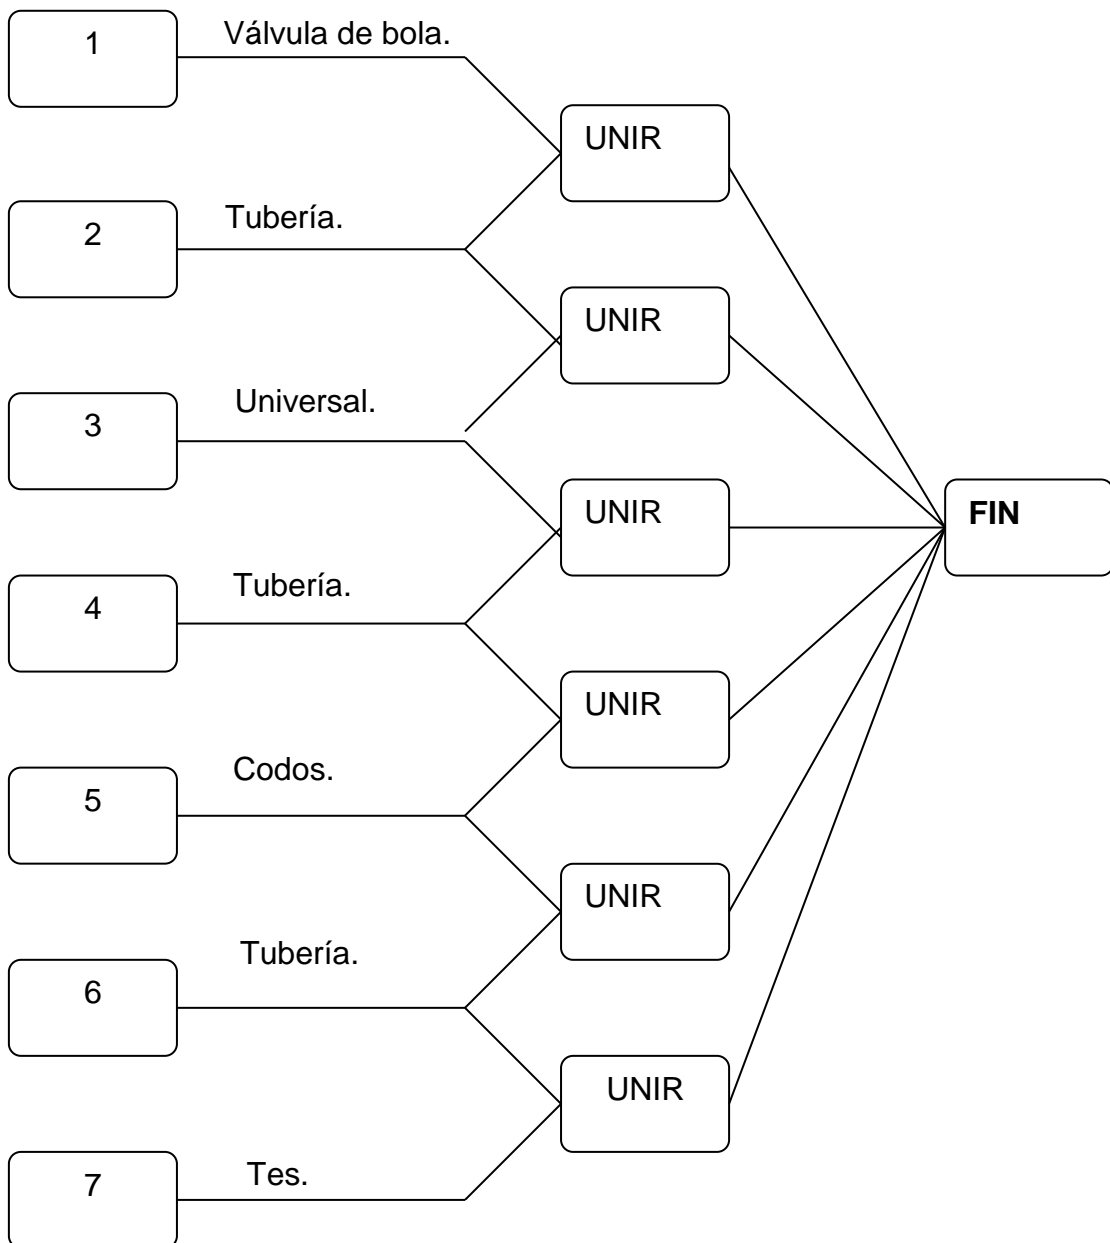 1
Válvula de bola.
UNIR
2
Tubería.
UNIR
3
Universal.
UNIR
FIN
4
Tubería.
UNIR
5
Codos.
UNIR
6
Tubería.
UNIR
7
Tes.